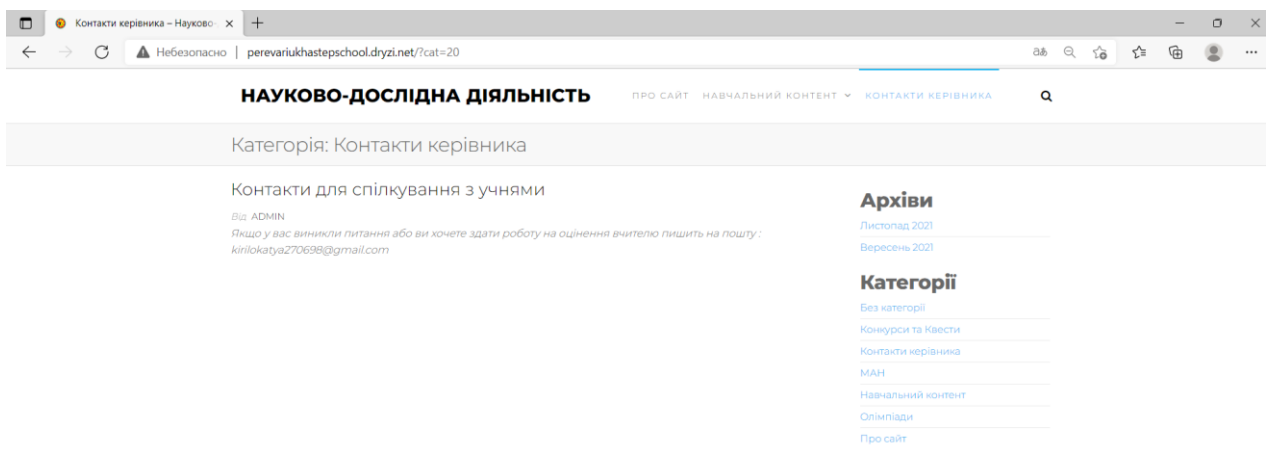 Контакти керівника – Науково-
Небезопасно | perevariukhastepschool.dryzi.net/?cat=20
НАУКОВО-ДОСЛІДНА ДІЯЛЬНІСТЬ ПРО САЙТ НАВЧАЛЬНИЙ КОНТЕНТ КОНТАКТИ КЕРІВНИКА
Категорія: Контакти керівника
Контакти для спілкування з учнями
Від ADMIN
Якщо у вас виникли питання або ви хочете здати роботу на оцінення вчителю пишить на пошту :
kirilokatya270698@gmail.com
Архіви
Листопад 2021
Вересень 2021
Категорії
Без категорії
Конкурси та Квести
Контакти керівника
МАН
Навчальний контент
Олімпіади
Про сайт